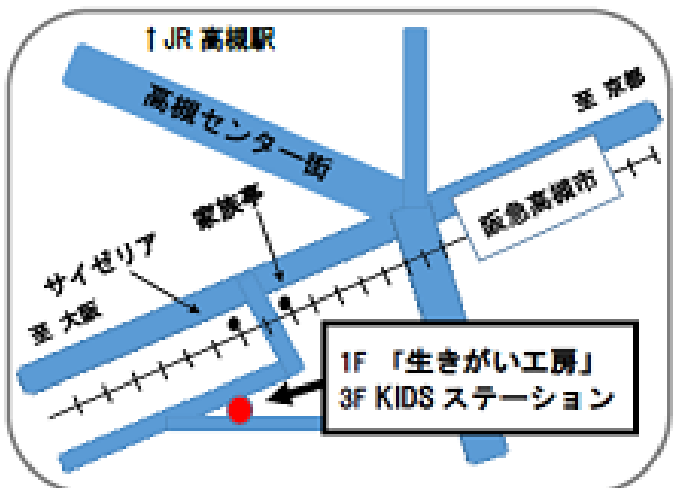 ↑JR 高槻駅
高槻センター街
至 京都
阪急高槻市
家族亭
サイゼリア
至 大阪
1F 「生きがい工房」
3F KIDS ステーション